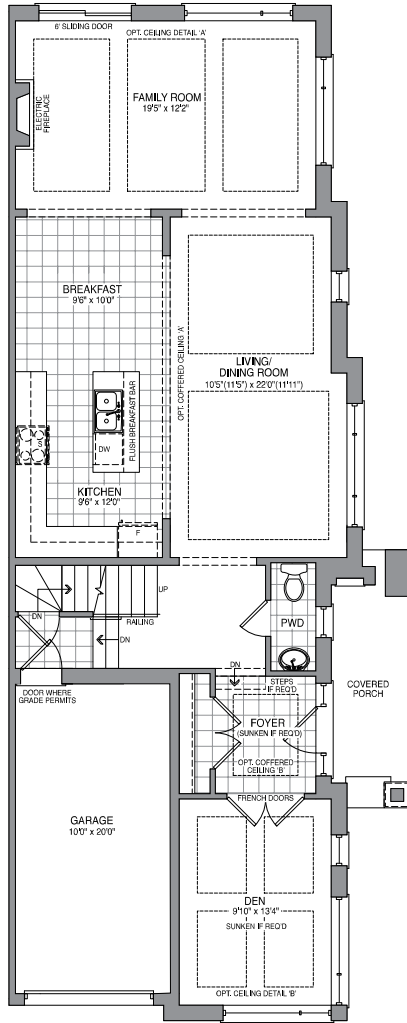 6' SLIDING DOOR
OPT. CEILING DETAIL 'A'
ELECTRIC
FIREPLACE
FAMILY ROOM
19'5" x 12'2"
BREAKFAST
9'6" x 10'0"
OPT. COFFERED CEILING 'A'
LIVING/
DINING ROOM
10'5"(11'5") x 22'0"(11'11")
FLUSH BREAKFAST BAR
DW
S
KITCHEN
9'6" x 12'0"
F
UP
DN
RAILING
DN
PWD
DN
STEPS
IF REQ'D
COVERED
PORCH
DOOR WHERE
GRADE PERMITS
FOYER
(SUNKEN IF REQ'D)
OPT. COFFERED
CEILING 'B'
FRENCH DOORS
GARAGE
10'0" x 20'0"
DEN
9'10" x 13'4"
SUNKEN IF REQ'D
OPT. CEILING DETAIL 'B'